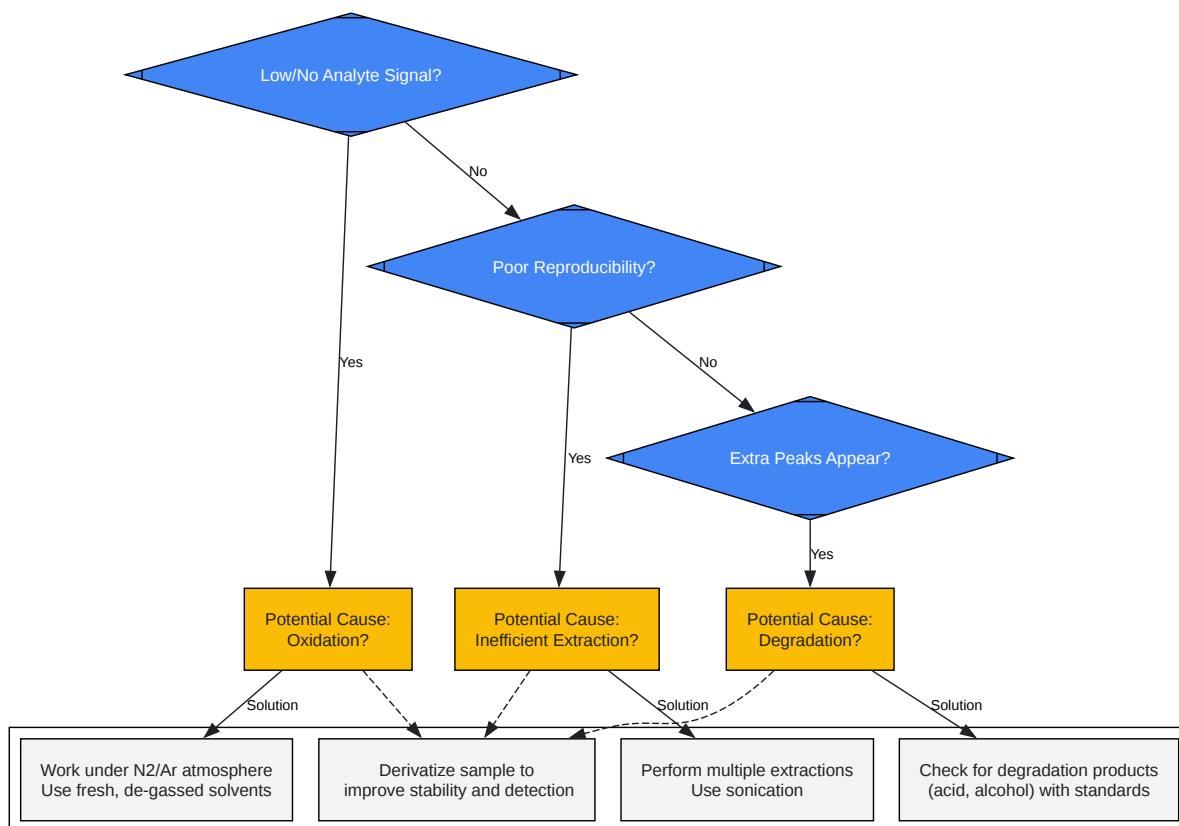 Low/No Analyte Signal?
No
Poor Reproducibility?
Yes
No
Yes
Extra Peaks Appear?
Yes
Potential Cause:
Oxidation?
Potential Cause:
Inefficient Extraction?
Potential Cause:
Degradation?
Solution
Solution
Solution
Work under N2/Ar atmosphere
Use fresh, de-gassed solvents
Derivatize sample to
improve stability and detection
Perform multiple extractions
Use sonication
Check for degradation products
(acid, alcohol) with standards